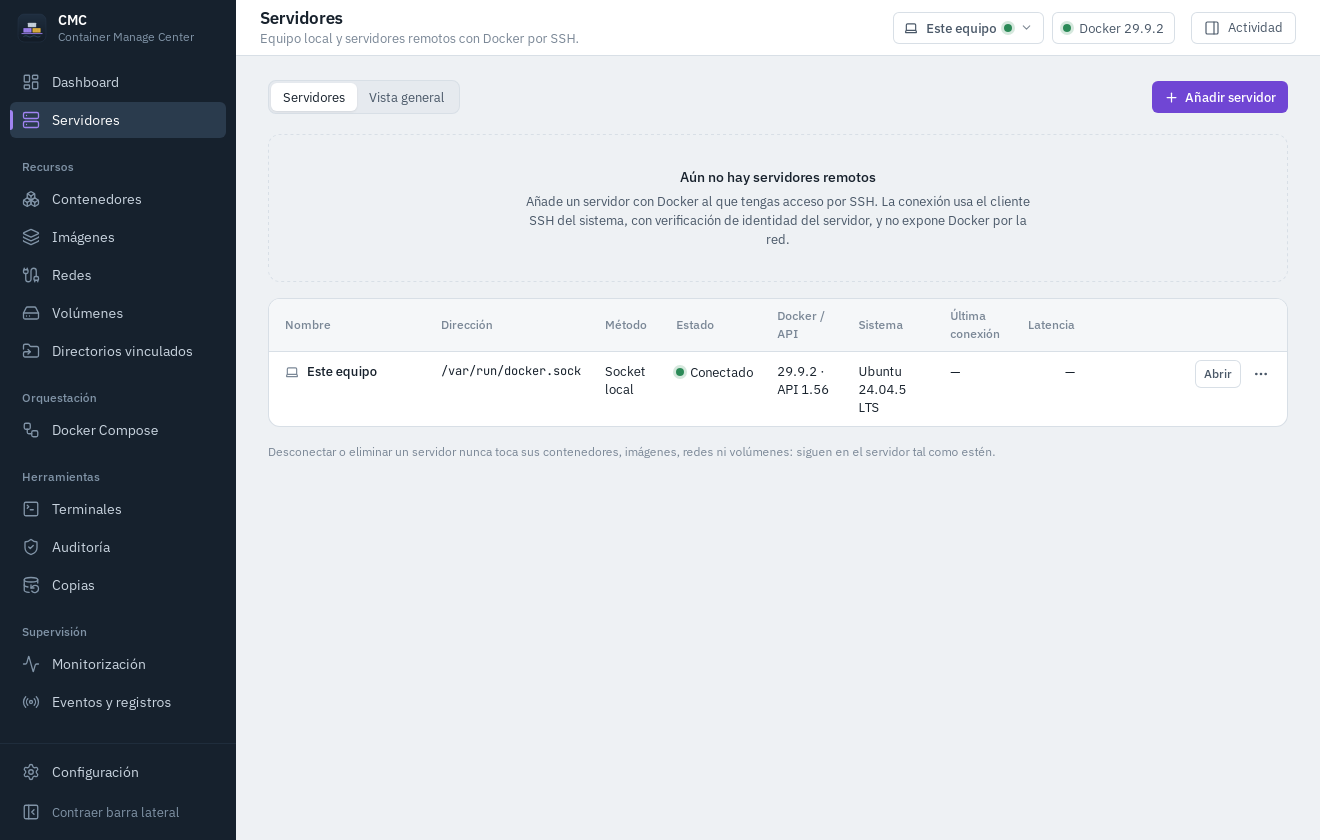 CMC
Container Manage Center
Dashboard
Servidores
Recursos
Contenedores
Imágenes
Redes
Volúmenes
Directorios vinculados
Orquestación
Docker Compose
Herramientas
Terminales
Auditoría
Copias
Supervisión
Monitorización
Eventos y registros
Configuración
Contraer barra lateral
Servidores
Equipo local y servidores remotos con Docker por SSH.
Este equipo
Docker 29.9.2
Actividad
Servidores
Vista general
Añadir servidor
Aún no hay servidores remotos
Añade un servidor con Docker al que tengas acceso por SSH. La conexión usa el cliente
SSH del sistema, con verificación de identidad del servidor, y no expone Docker por la
red.
Nombre
Dirección
Método
Estado
Docker /
API
Sistema
Última
conexión
Latencia
Este equipo
/var/run/docker.sock
Socket
local
Conectado
29.9.2 ·
API 1.56
Ubuntu
24.04.5
LTS
—
—
Abrir
Desconectar o eliminar un servidor nunca toca sus contenedores, imágenes, redes ni volúmenes: siguen en el servidor tal como estén.